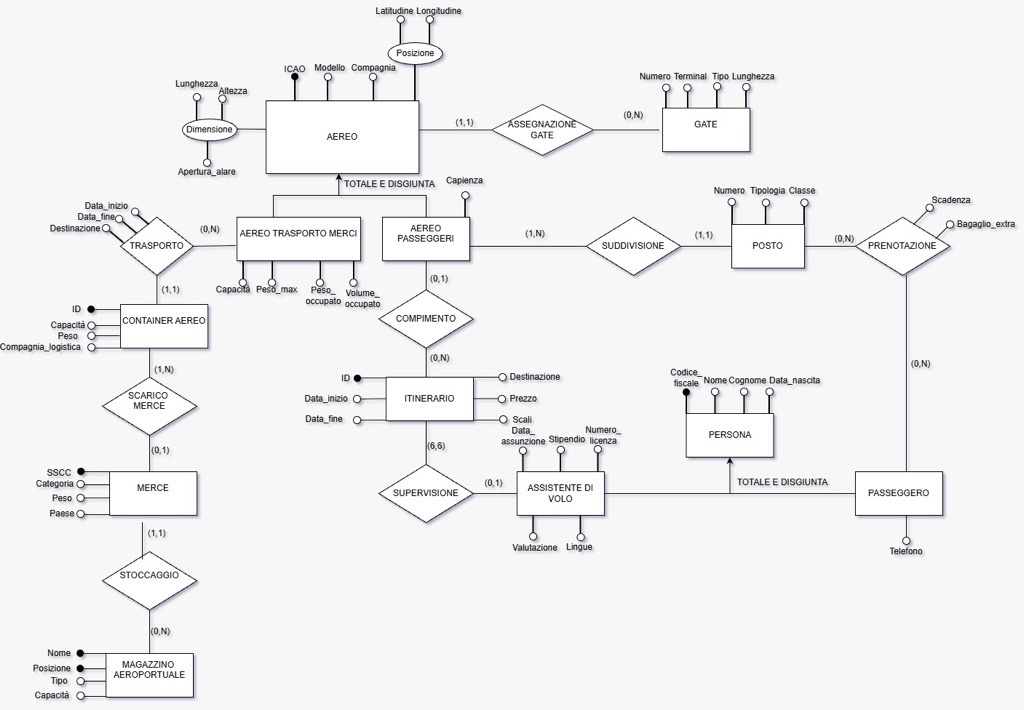 Latitudine Longitudine
Posizione
ICAO
Modello
Compagnia
Lunghezza
Altezza
Dimensione
Apertura_alare
AEREO
(1,1)
ASSEGNAZIONE
GATE
(0,N)
Numero Terminal Tipo Lunghezza
GATE
TOTALE E DISGIUNTA
Capienza
Data_inizio
Data_fine
Destinazione
TRASPORTO
(0,N)
AEREO TRASPORTO MERCI
AEREO
PASSEGGERI
(1,N)
SUDDIVISIONE
(1,1)
Numero Tipologia Classe
POSTO
(0,N)
PRENOTAZIONE
Scadenza
Bagaglio_extra
Capacità
Peso_max
Peso_
occupato
Volume_
occupato
(1,1)
(0,1)
ID
Capacità
Peso
Compagnia_logistica
CONTAINER AEREO
COMPIMENTO
(0,N)
(0,N)
(1,N)
SCARICO
MERCE
(0,1)
ID
Data_inizio
Data_fine
ITINERARIO
Destinazione
Prezzo
Scali
Codice_
fiscale
Nome Cognome Data_nascita
PERSONA
(6,6)
Data_
assunzione
Stipendio
Numero_
licenza
SSCC
Categoria
Peso
Paese
MERCE
SUPERVISIONE
(0,1)
ASSISTENTE DI
VOLO
TOTALE E DISGIUNTA
PASSEGGERO
Valutazione
Lingue
Telefono
(1,1)
STOCCAGGIO
(0,N)
Nome
Posizione
Tipo
Capacità
MAGAZZINO
AEROPORTUALE